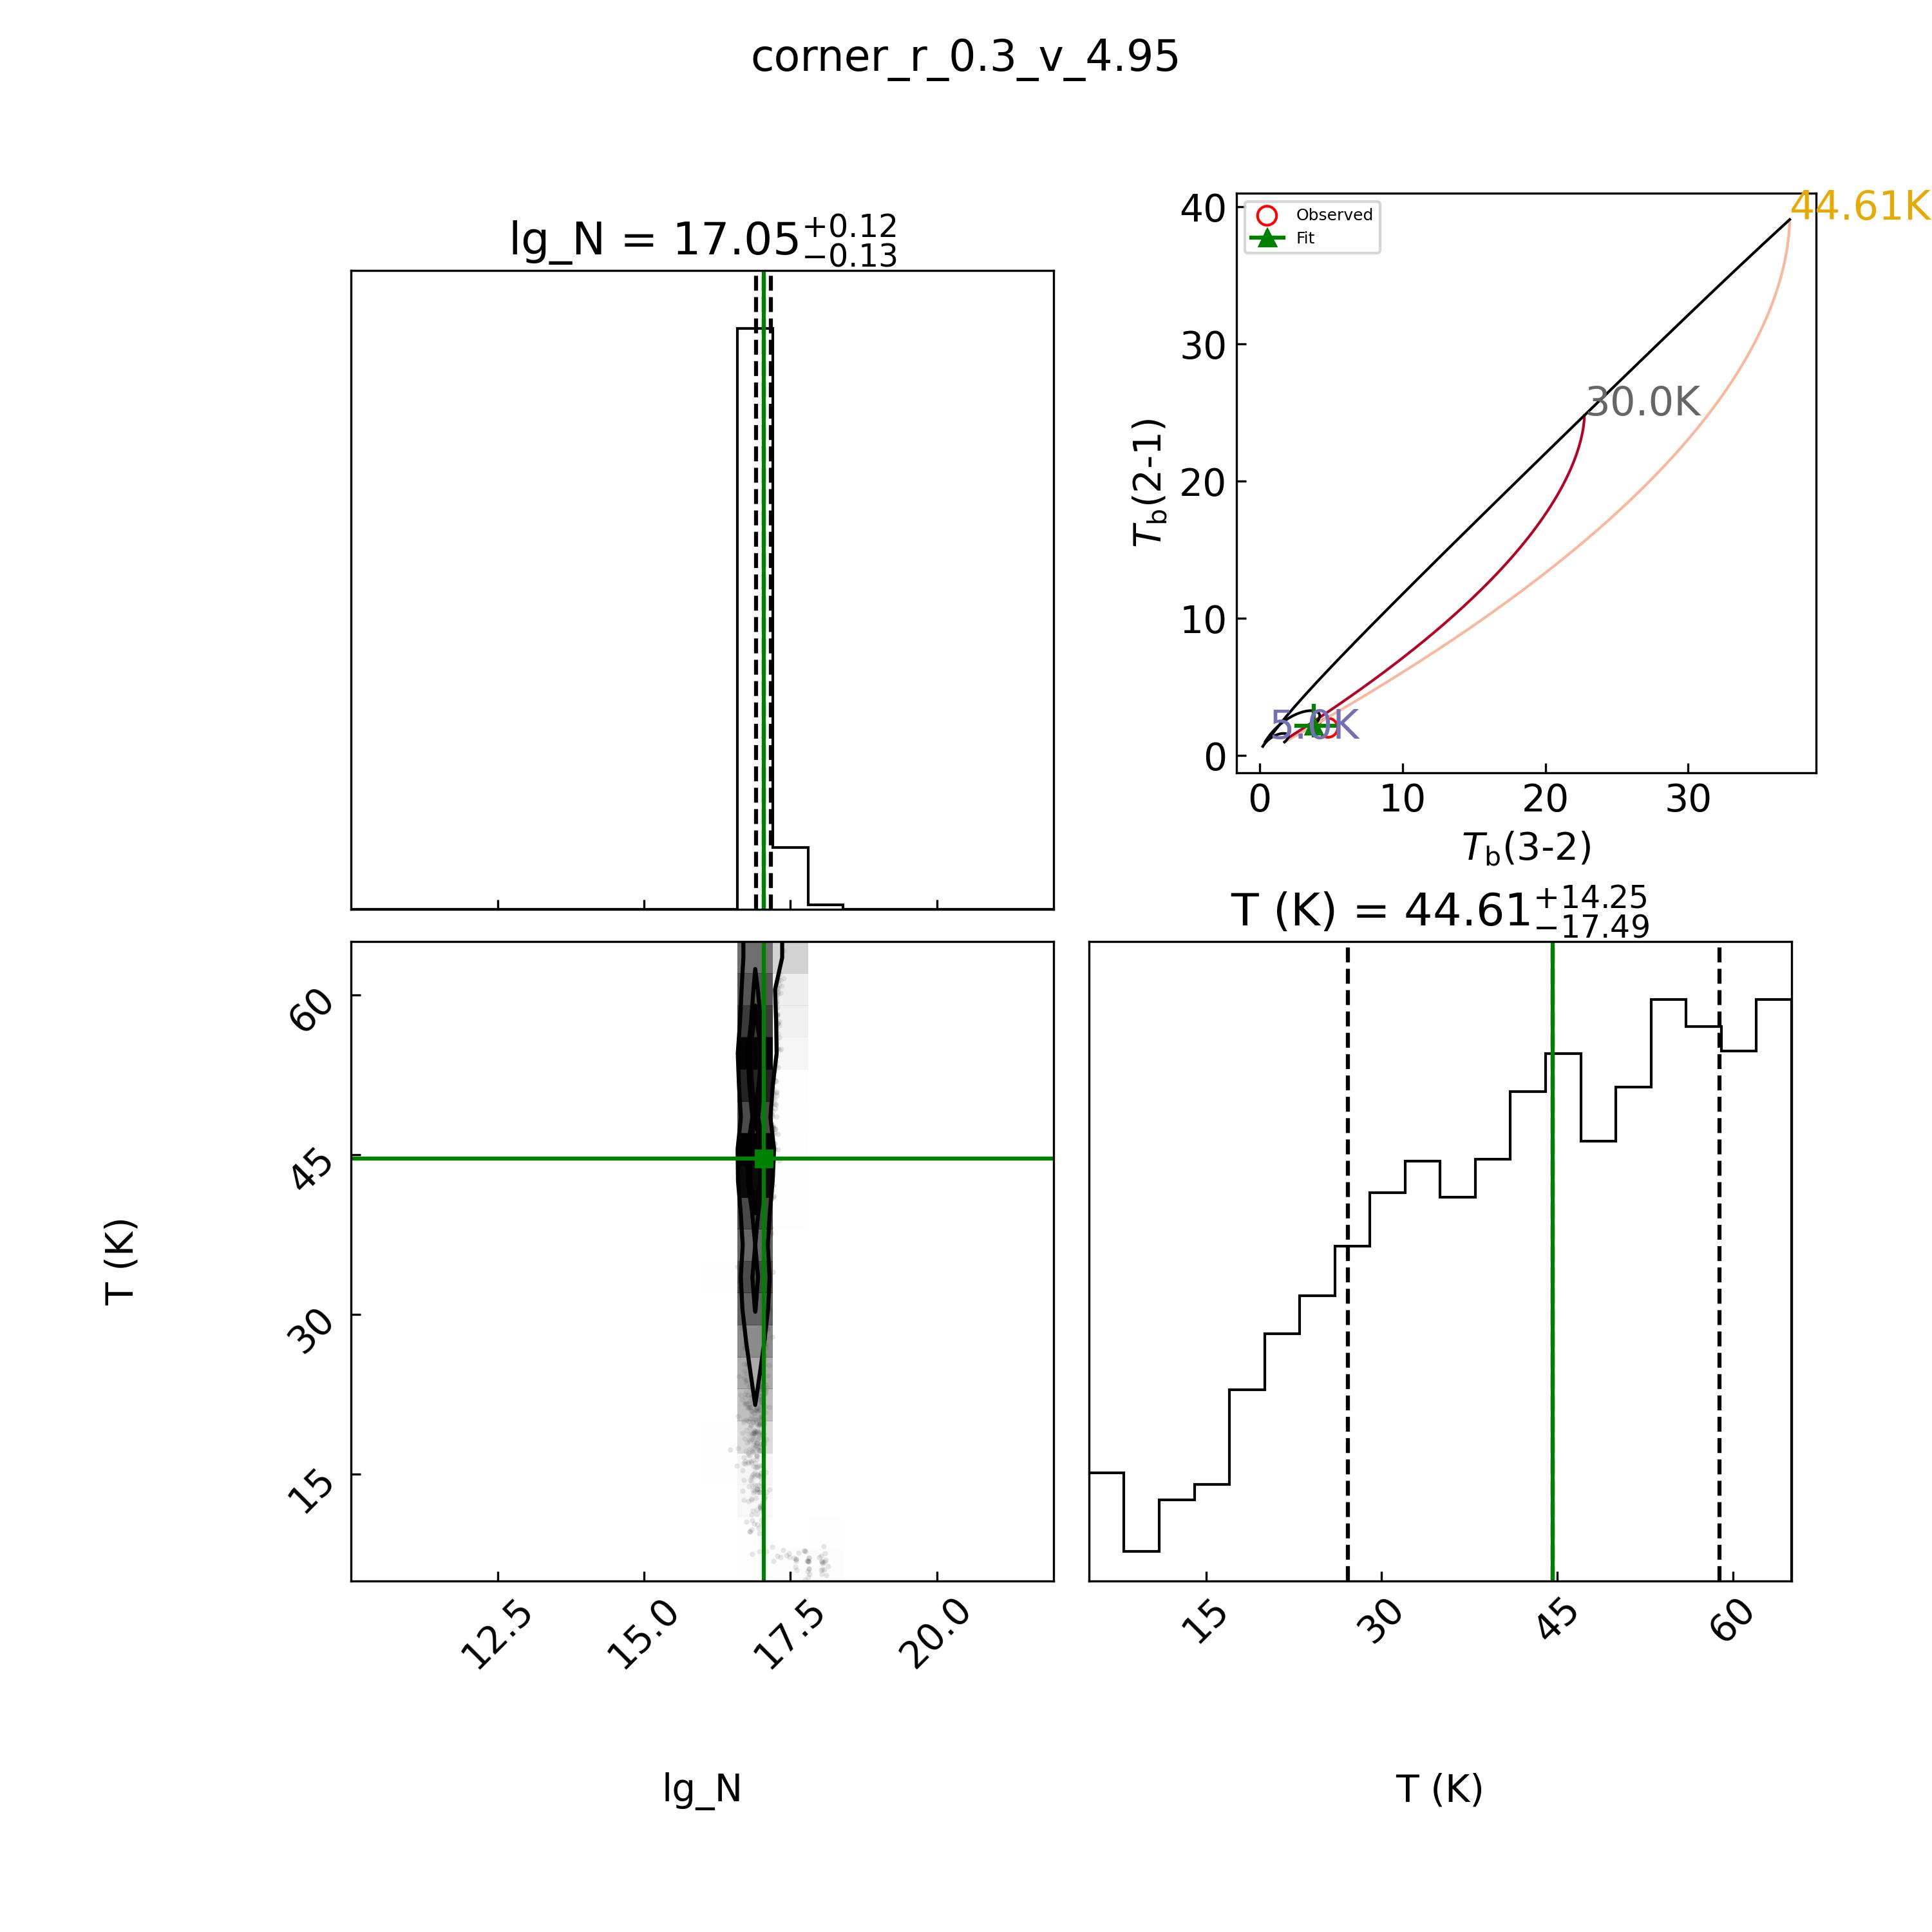 corner_r_0.3_v_4.95
lg_N = 17.05+0.12−0.13
44.61K
40
Observed
Fit
30
30.0K
20
10
5.0K
0
Tb(2-1)
0 10 20 30
Tb(3-2)
T (K) = 44.61+14.25−17.49
60
45
30
15
T (K)
12.5 15.0 17.5 20.0
lg_N
15 30 45 60
T (K)